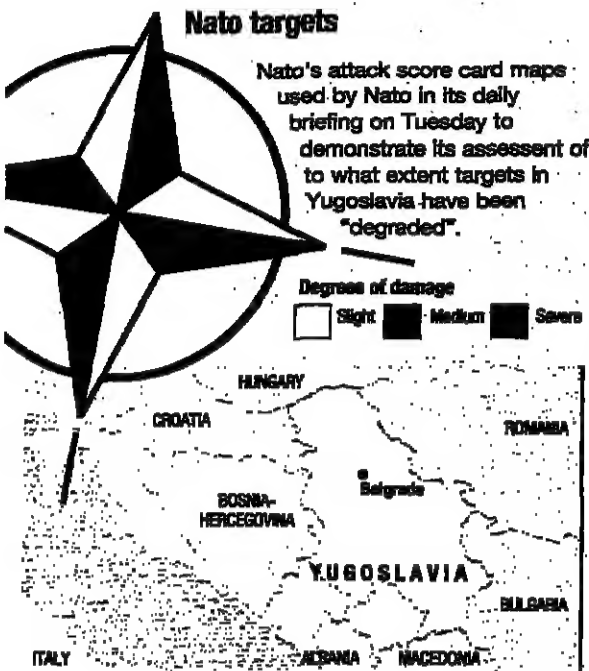 Nato targets
Nato's attack score card maps
used by Nato in its daily
briefing on Tuesday to
demonstrate its assessent of
to what extent targets in
Yugoslavia have been
"degraded".
Degrees of damage
Slight Medium Severe
HUNGARY
CROATIA
ROMANIA
Belgrade
BOSNIA-
HERCEGOVINA
YUGOSLAVIA
BULGARIA
ITALY ALBANIA MACEDONIA